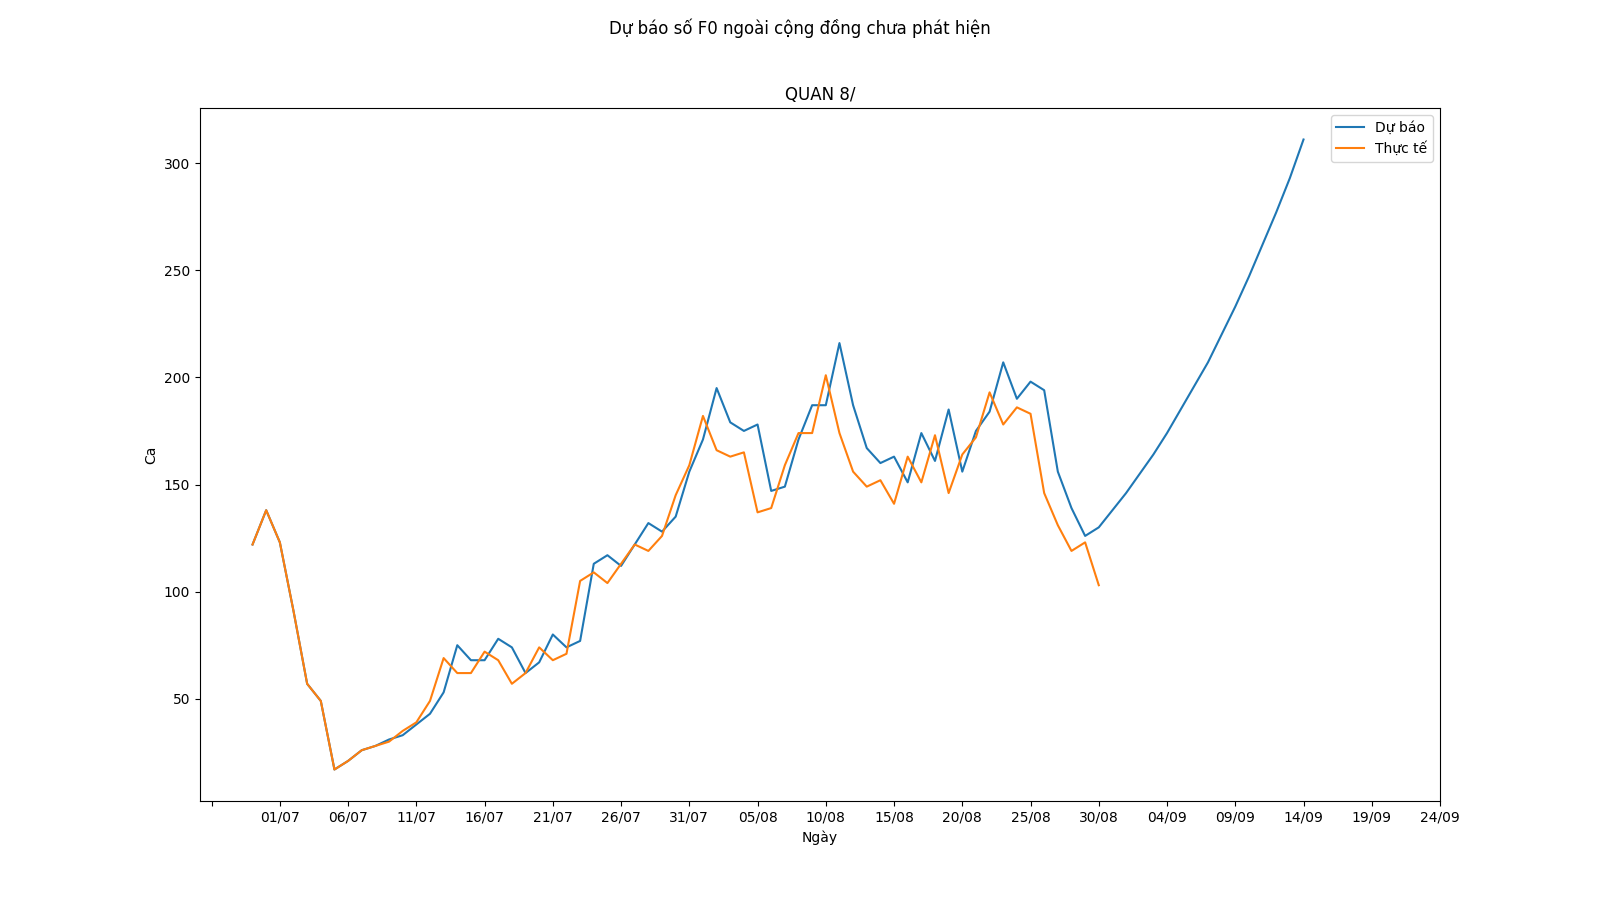 Dự báo số F0 ngoài cộng đồng chưa phát hiện
QUAN 8/
Dự báo
Thực tế
300
250
200
150
100
50
Ca
01/07 06/07 11/07 16/07 21/07 26/07 31/07 05/08 10/08 15/08 20/08 25/08 30/08 04/09 09/09 14/09 19/09 24/09
Ngày